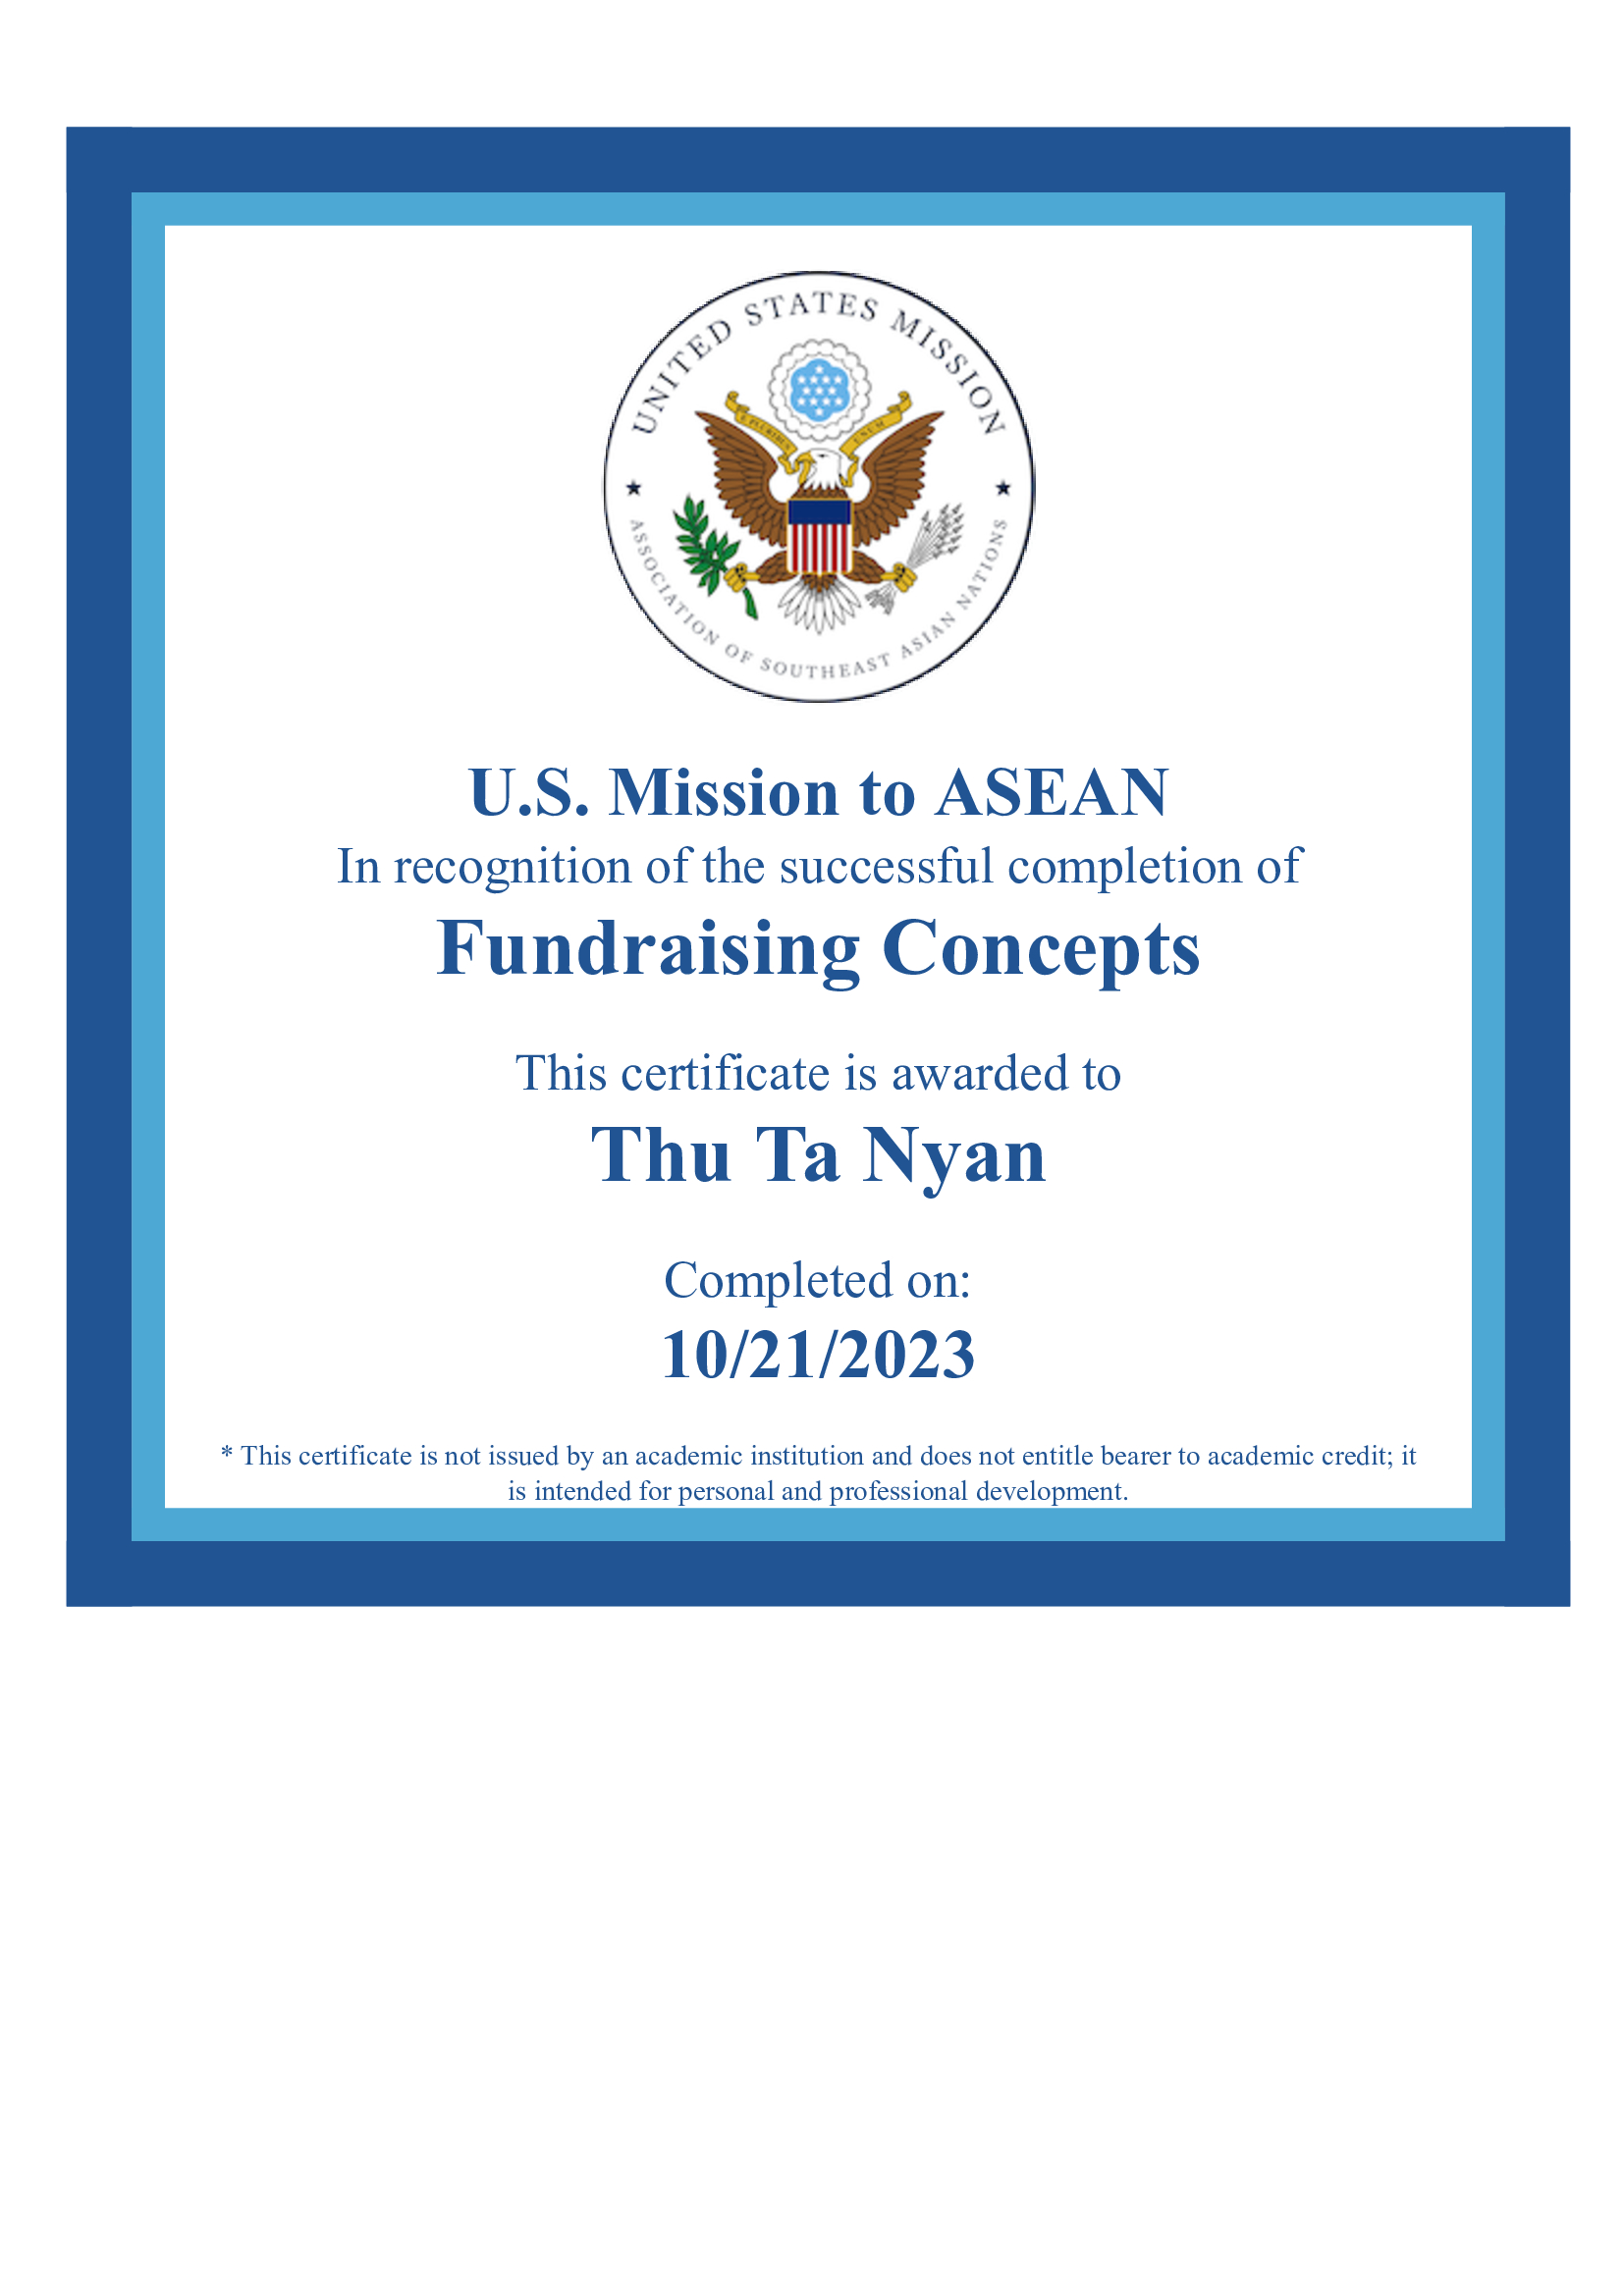 UNITED STATES MISSION
E PLURIBUS UNUM
ASSOCIATION OF SOUTHEAST ASIAN NATIONS
U.S. Mission to ASEAN
In recognition of the successful completion of
Fundraising Concepts
This certificate is awarded to
Thu Ta Nyan
Completed on:
10/21/2023
* This certificate is not issued by an academic institution and does not entitle bearer to academic credit; it
is intended for personal and professional development.